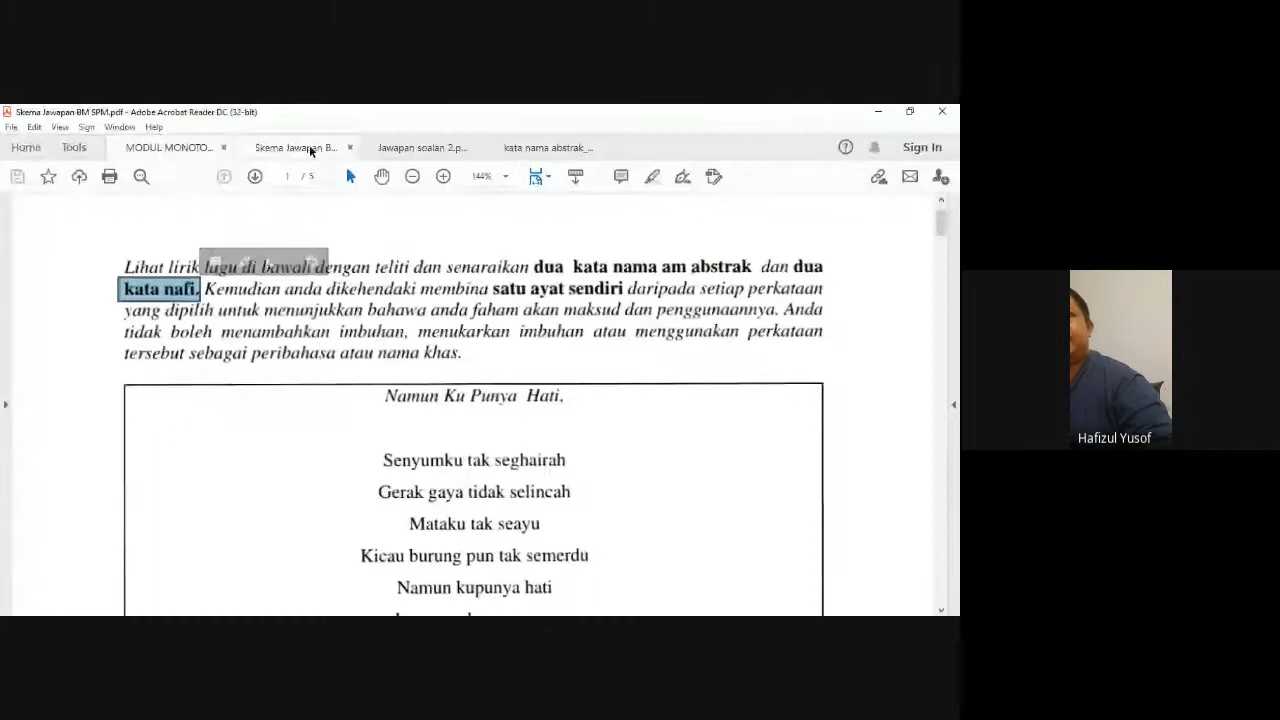 Skema Jawapan BM SPM.pdf - Adobe Acrobat Reader DC (32-bit)
File Edit View Sign Window Help
Home Tools MODUL MONOTO... Skema Jawapan B... Jawapan soalan 2.p... kata nama abstrak_... Sign In
1 / 5 144%
Lihat lirik lagu di bawah dengan teliti dan senaraikan dua kata nama am abstrak dan dua
kata nafi. Kemudian anda dikehendaki membina satu ayat sendiri daripada setiap perkataan
yang dipilih untuk menunjukkan bahawa anda faham akan maksud dan penggunaannya. Anda
tidak boleh menambahkan imbuhan, menukarkan imbuhan atau menggunakan perkataan
tersebut sebagai peribahasa atau nama khas.
Namun Ku Punya Hati,
Senyumku tak seghairah
Gerak gaya tidak selincah
Mataku tak seayu
Kicau burung pun tak semerdu
Namun kupunya hati
Hafizul Yusof